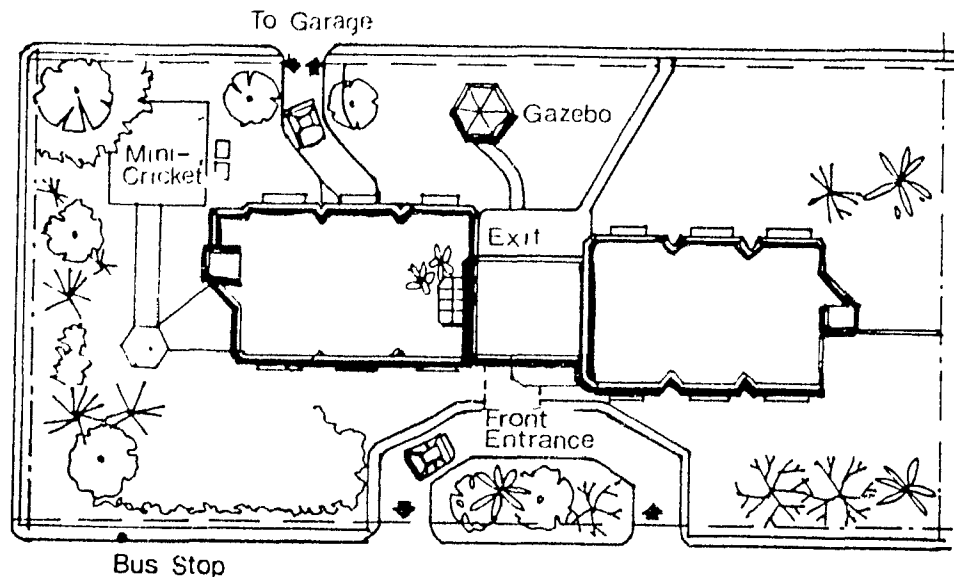 To Garage
Gazebo
Mini-
Cricket
Exit
Front
Entrance
Bus Stop